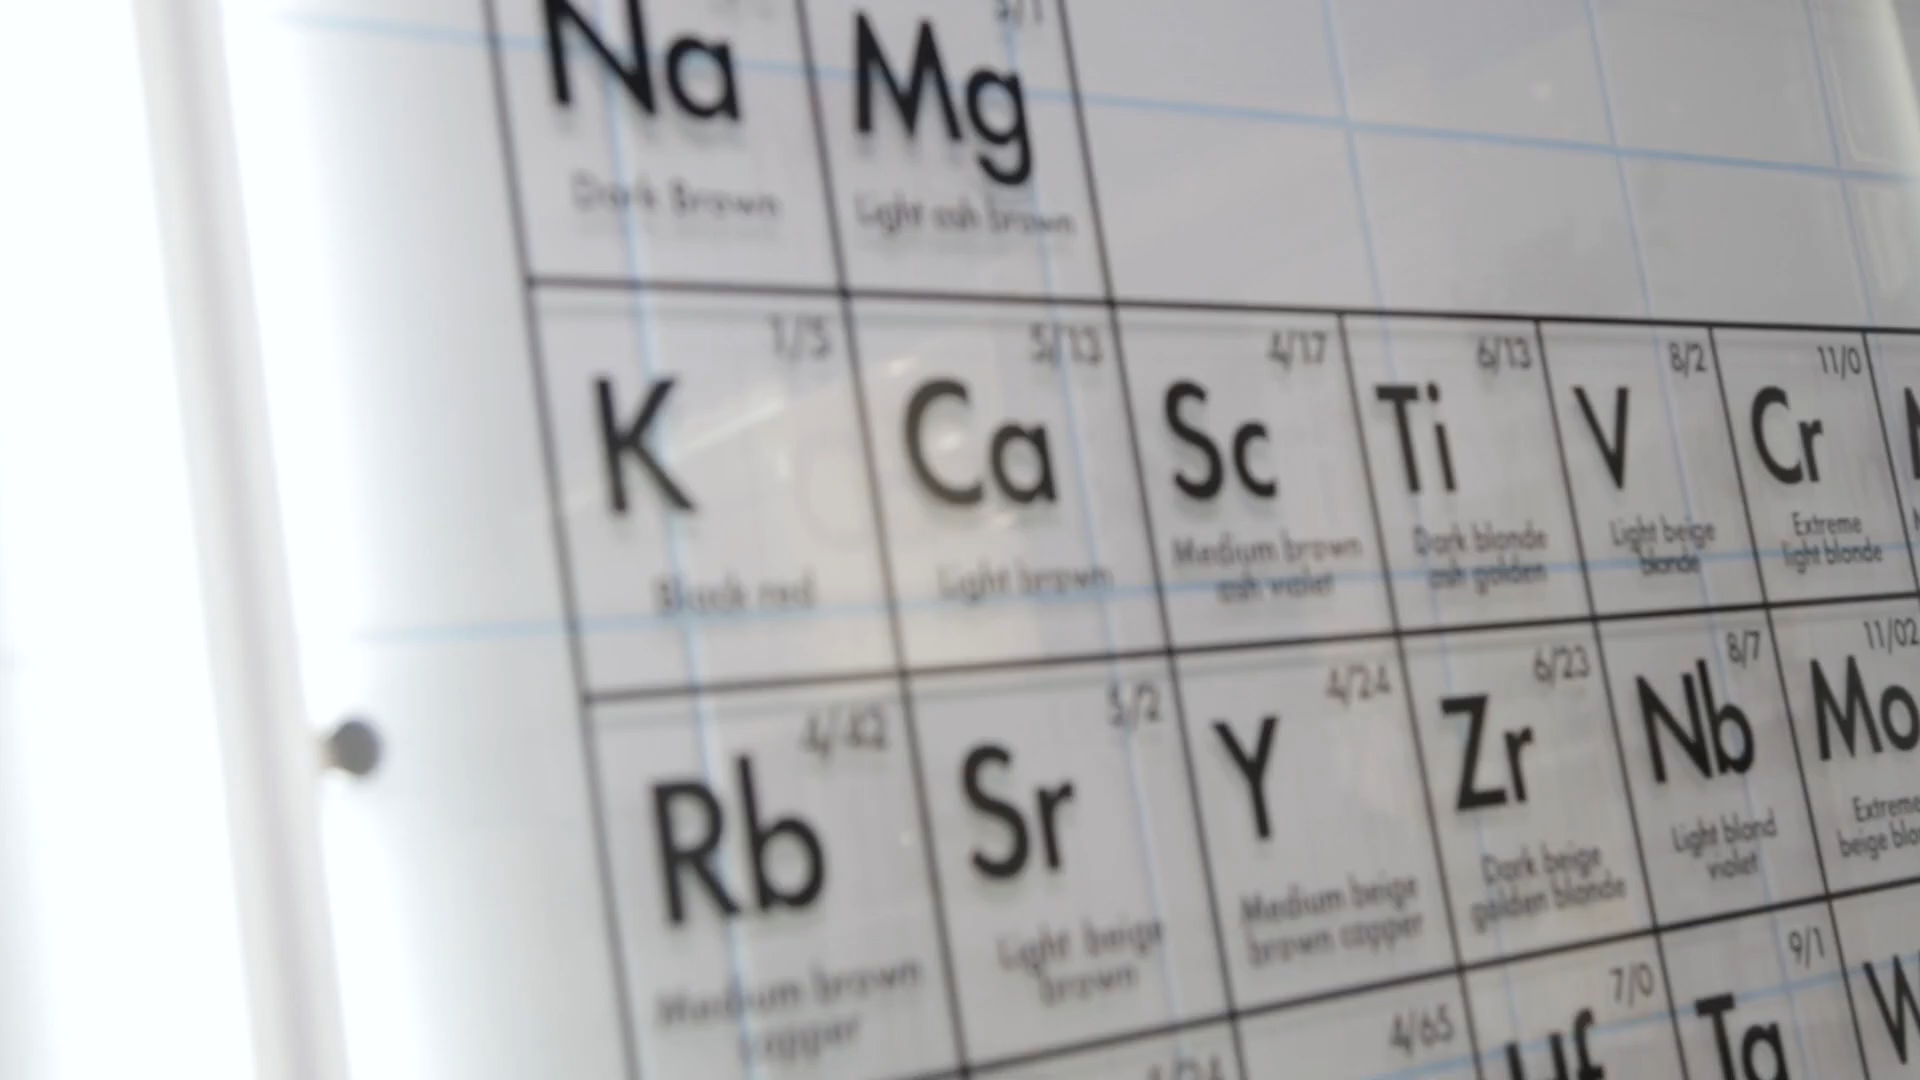 Na
Dark Brown
Mg
Light ash brown
1/5
K
Black red
5/13
Ca
Light brown
4/17
Sc
Medium brown
ash violet
6/13
Ti
Dark blonde
ash golden
8/2
V
Light beige
blonde
11/0
Cr
Extreme
light blonde
4/42
Rb
Medium brown
copper
5/2
Sr
Light beige
brown
4/24
Y
Medium beige
brown copper
6/23
Zr
Dark beige
golden blonde
8/7
Nb
Light bland
violet
11/02
Mo
Extreme
beige
4/65
7/0
Hf
9/1
Ta
W